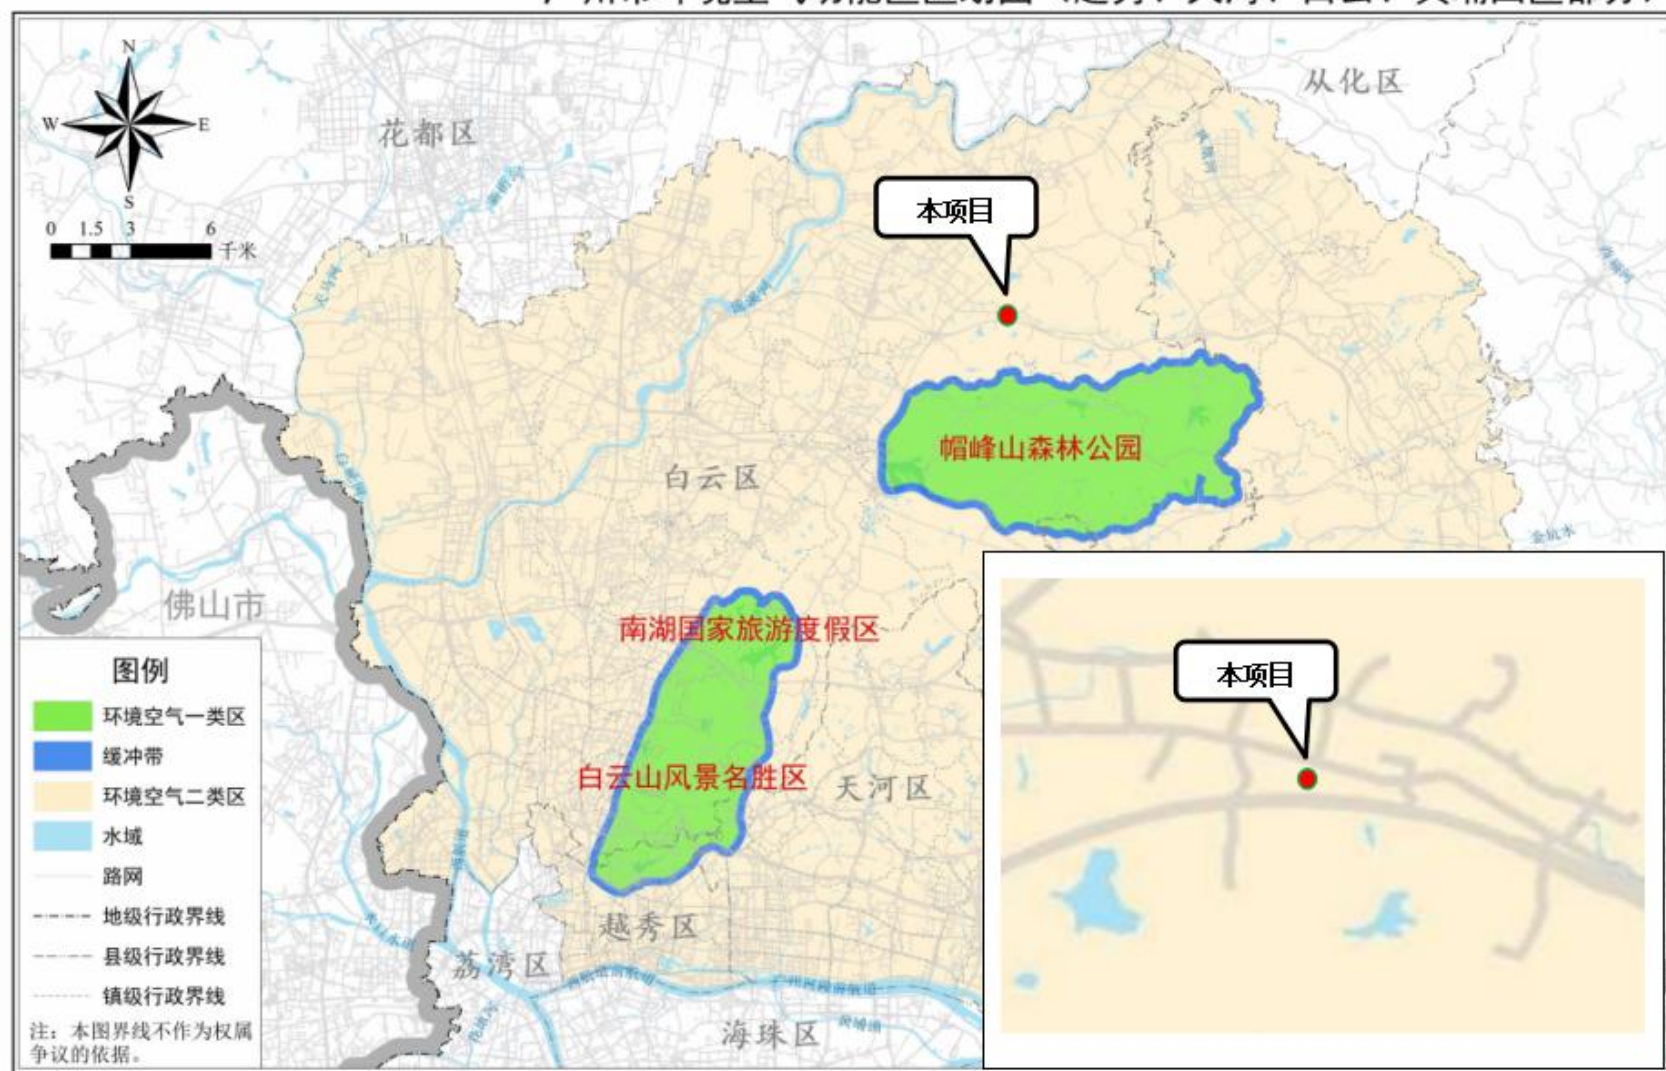 从化区
N
花都区
W
E
S
本项目
0 1.5 3 6
千米
流溪河
帽峰山森林公园
白云区
金坑水
佛山市
南湖国家旅游度假区
本项目
图例
环境空气一类区
缓冲带
白云山风景名胜区
天河区
环境空气二类区
水域
路网
地级行政界线
越秀区
县级行政界线
荔湾区
镇级行政界线
海珠区
注：本图界线不作为权属
争议的依据。